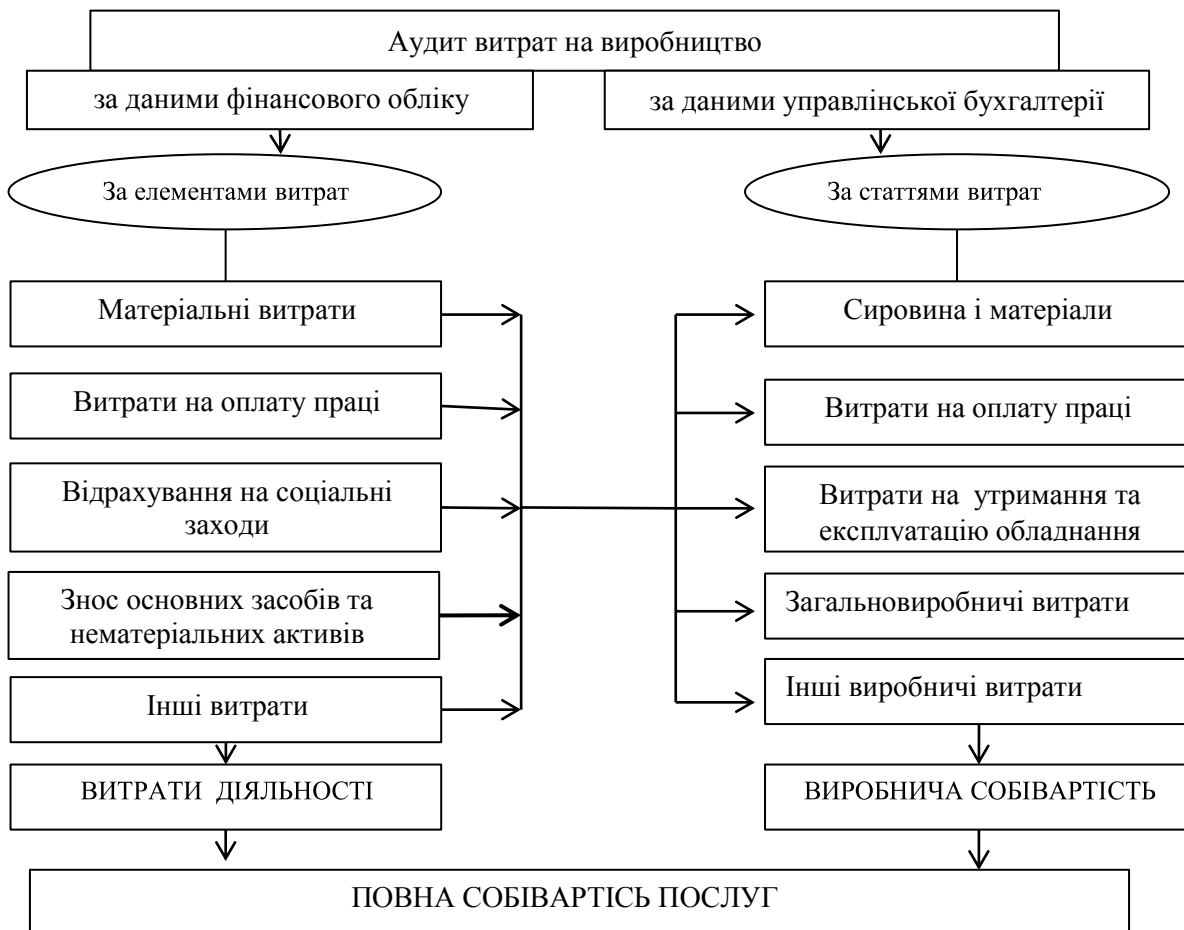 Аудит витрат на виробництво
за даними фінансового обліку
за даними управлінської бухгалтерії
За елементами витрат
За статтями витрат
Матеріальні витрати
Сировина і матеріали
Витрати на оплату праці
Витрати на оплату праці
Відрахування на соціальні
заходи
Витрати на утримання та
експлуатацію обладнання
Знос основних засобів та
нематеріальних активів
Загальновиробничі витрати
Інші витрати
Інші виробничі витрати
ВИТРАТИ ДІЯЛЬНОСТІ
ВИРОБНИЧА СОБІВАРТІСТЬ
ПОВНА СОБІВАРТІСЬ ПОСЛУГ